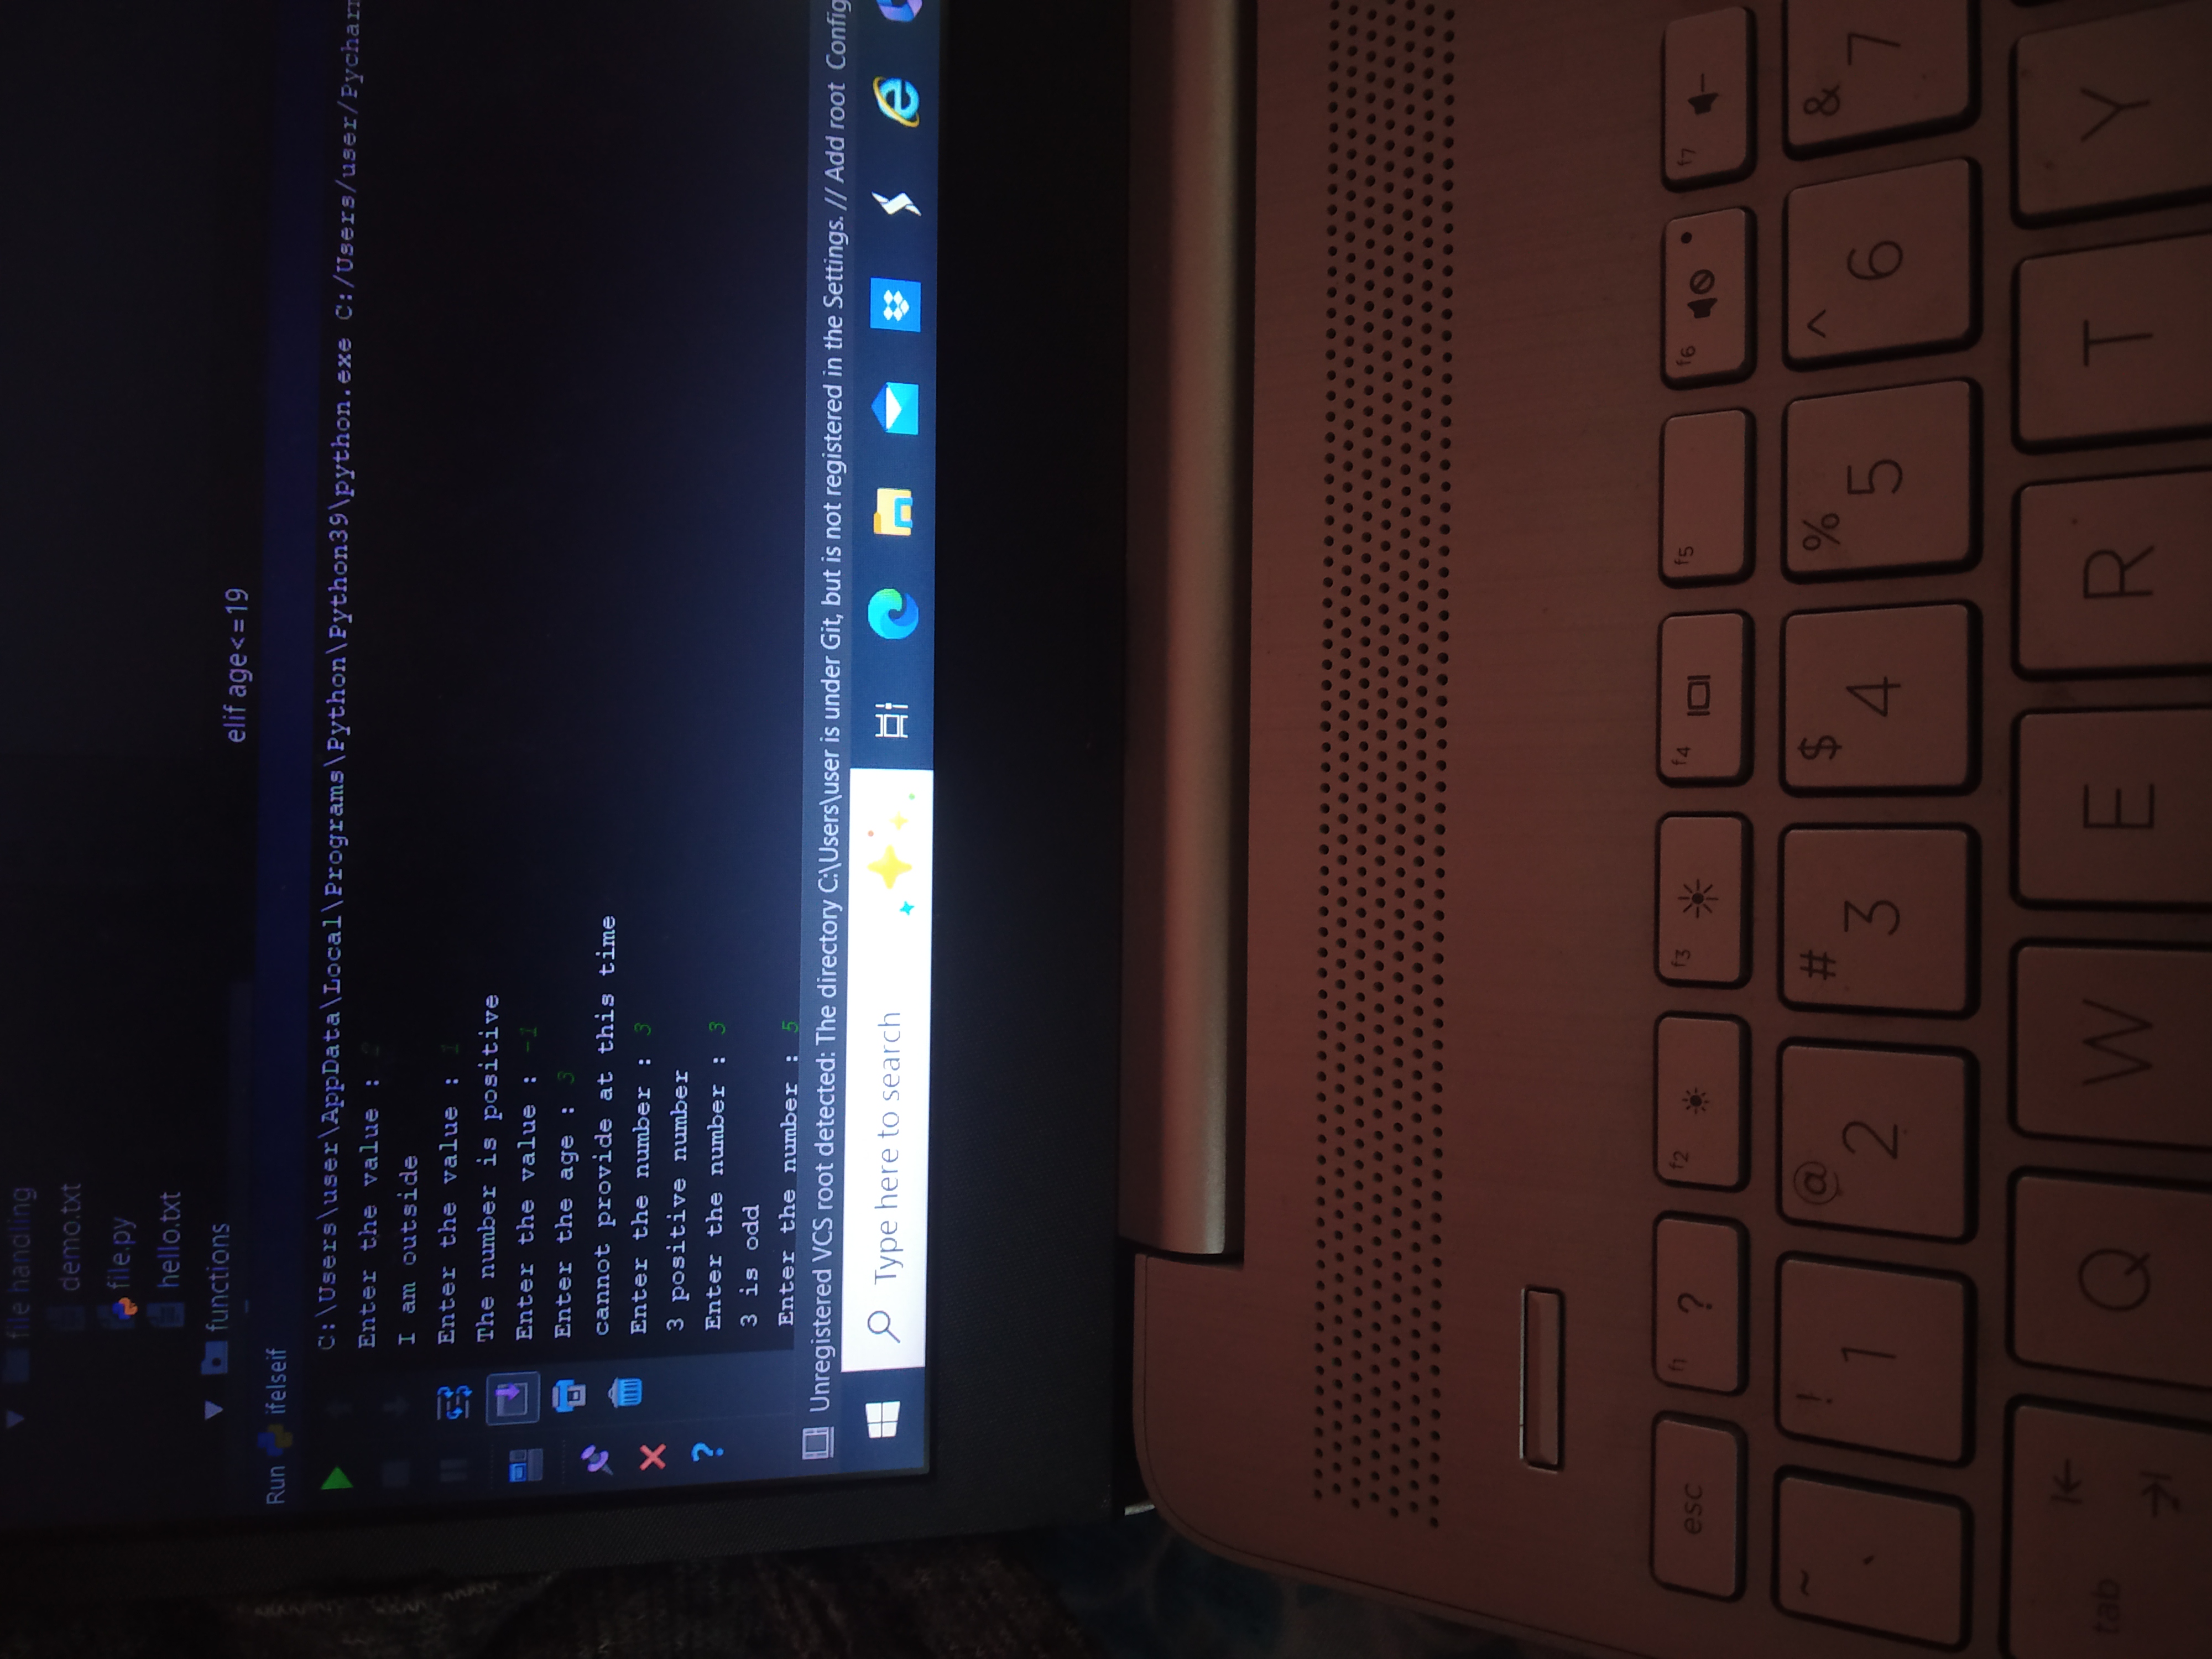 file handling
demo.txt
file.py
hello.txt
functions
elif age<=19
Run ifelseif
C:\Users\user\AppData\Local\Programs\Python\Python39\python.exe C:/Users/user/Pychar
Enter the value : 2
I am outside
Enter the value : 1
The number is positive
Enter the value : -1
Enter the age : 3
cannot provide at this time
Enter the number : 3
3 positive number
Enter the number : 3
3 is odd
Enter the number : 5
Unregistered VCS root detected: The directory C:\Users\user is under Git, but is not registered in the Settings. // Add root Config
Type here to search
esc f1 ? f2 f3 f4 f5 f6 f7
~ ` ! 1 @ 2 # 3 $ 4 % 5 ^ 6 & 7
tab Q W E R T Y